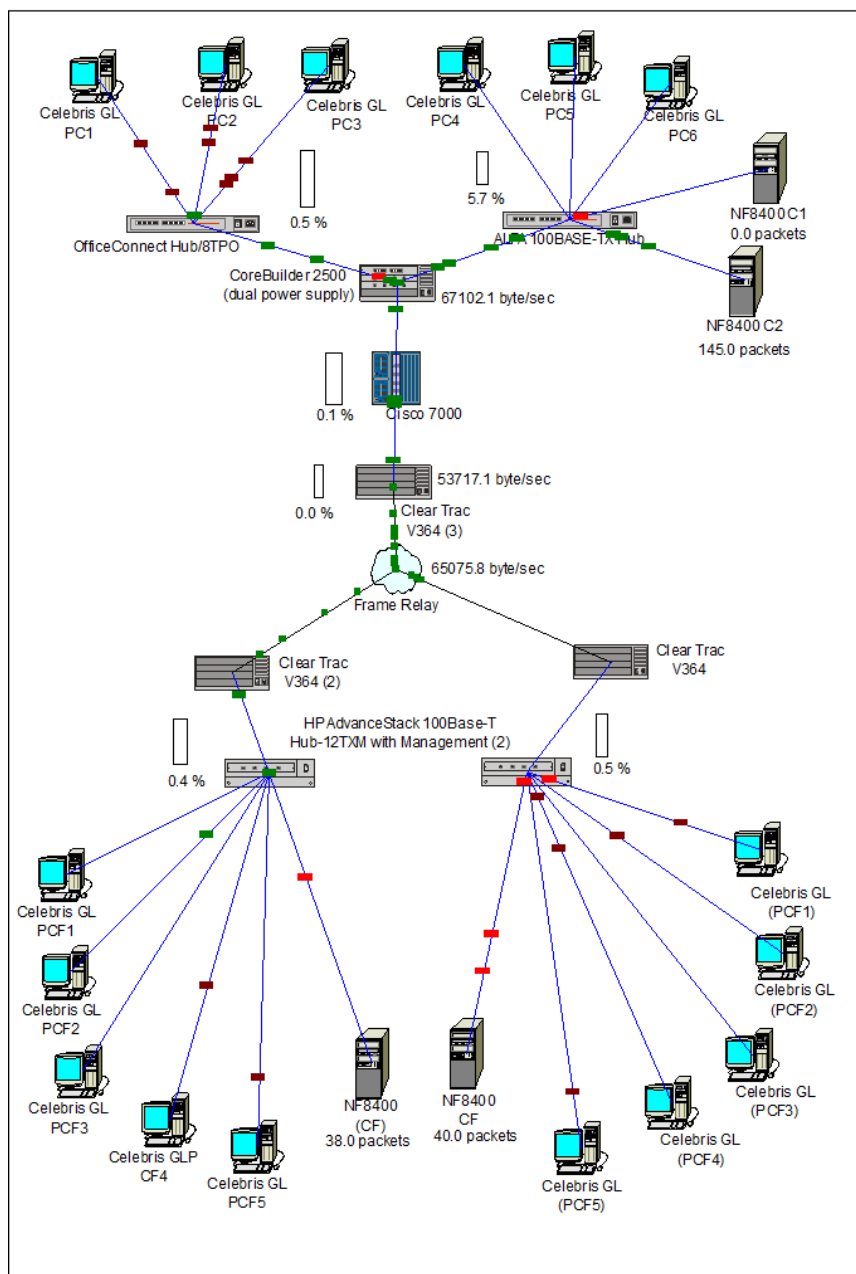 Celebris GL
PC1
Celebris GL
PC2
Celebris GL
PC3
Celebris GL
PC4
Celebris GL
PC5
Celebris GL
PC6
0.5 %
5.7 %
NF8400 C1
0.0 packets
OfficeConnect Hub/8TPO
ALFA 100BASE-TX Hub
CoreBuilder 2500
(dual power supply)
67102.1 byte/sec
NF8400 C2
145.0 packets
0.1 %
Cisco 7000
53717.1 byte/sec
0.0 %
Clear Trac
V364 (3)
65075.8 byte/sec
Frame Relay
Clear Trac
V364 (2)
Clear Trac
V364
HP AdvanceStack 100Base-T
Hub-12TXM with Management (2)
0.4 %
0.5 %
Celebris GL
PCF1
Celebris GL
(PCF1)
Celebris GL
PCF2
Celebris GL
(PCF2)
Celebris GL
PCF3
Celebris GL
(PCF3)
Celebris GLP
CF4
Celebris GL
PCF5
NF8400
(CF)
38.0 packets
NF8400
CF
40.0 packets
Celebris GL
(PCF4)
Celebris GL
(PCF5)